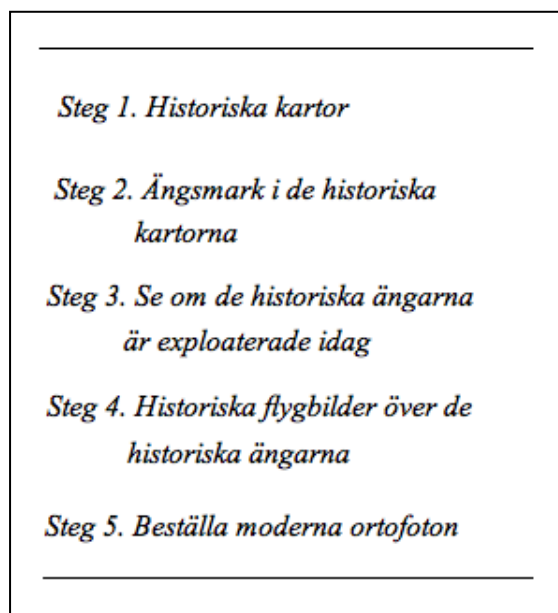 Steg 1. Historiska kartor
Steg 2. Ängsmark i de historiska
kartorna
Steg 3. Se om de historiska ängarna
är exploaterade idag
Steg 4. Historiska flygbilder över de
historiska ängarna
Steg 5. Beställa moderna ortofoton